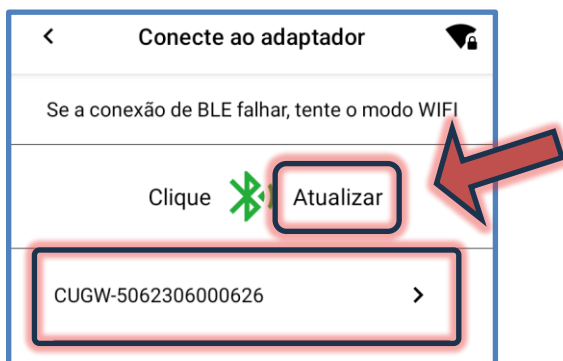 Conecte ao adaptador
Se a conexão de BLE falhar, tente o modo WIFI
Clique Atualizar
CUGW-5062306000626